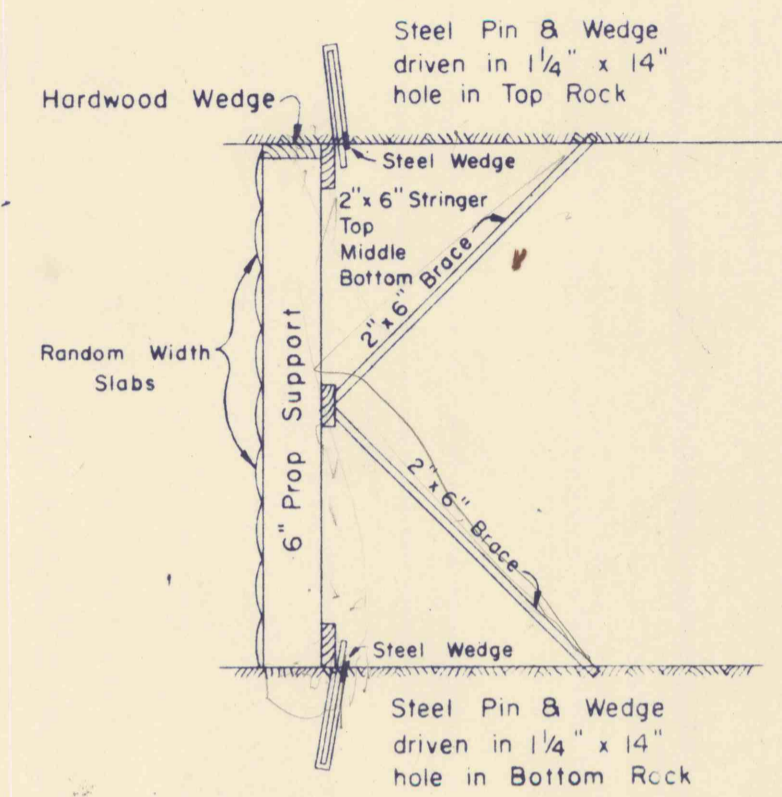 Steel Pin & Wedge
driven in 1¼" x 14"
hole in Top Rock
Hardwood Wedge
Steel Wedge
2"x 6" Stringer
Top
Middle
Bottom
2"x6" Brace
Random Width
Slabs
6" Prop Support
2"x6" Brace
Steel Wedge
Steel Pin & Wedge
driven in 1¼" x 14"
hole in Bottom Rock